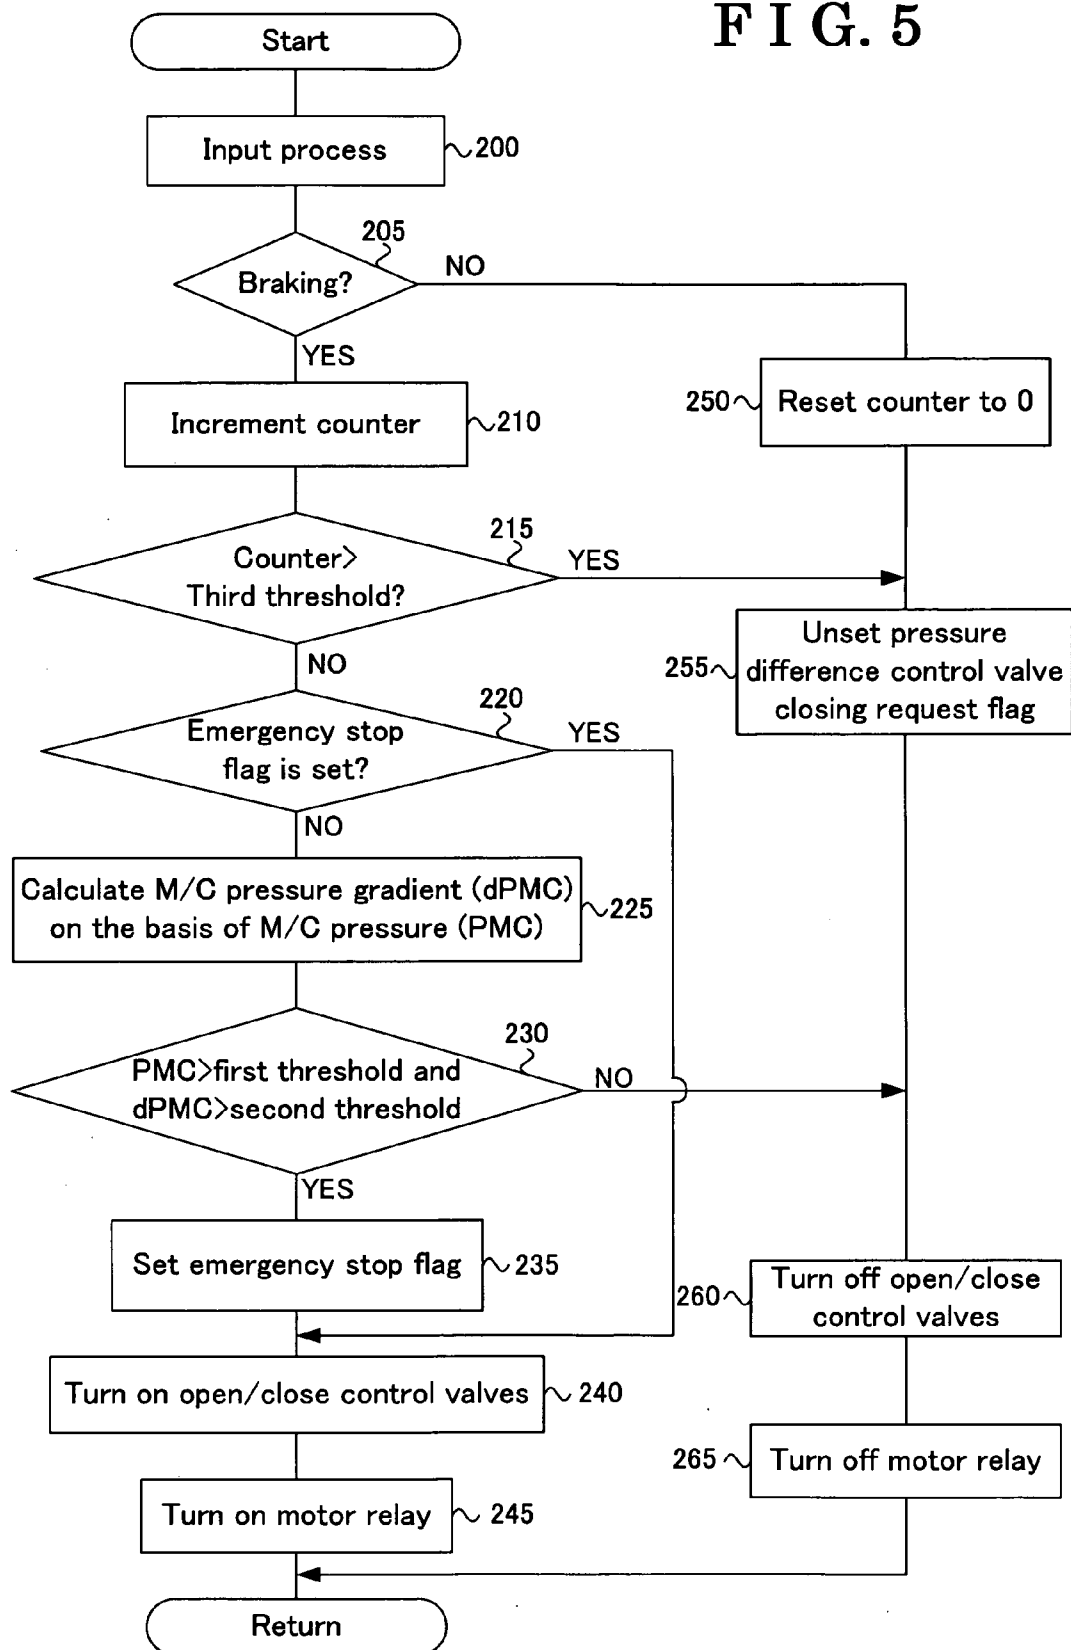 FIG. 5
Start
Input process
200
205
Braking?
NO
YES
Increment counter
210
250
Reset counter to 0
215
Counter>
Third threshold?
YES
NO
Unset pressure
difference control valve
closing request flag
255
220
Emergency stop
flag is set?
YES
NO
Calculate M/C pressure gradient (dPMC)
on the basis of M/C pressure (PMC)
225
230
PMC>first threshold and
dPMC>second threshold
NO
YES
Set emergency stop flag
235
260
Turn off open/close
control valves
Turn on open/close control valves
240
265
Turn off motor relay
Turn on motor relay
245
Return